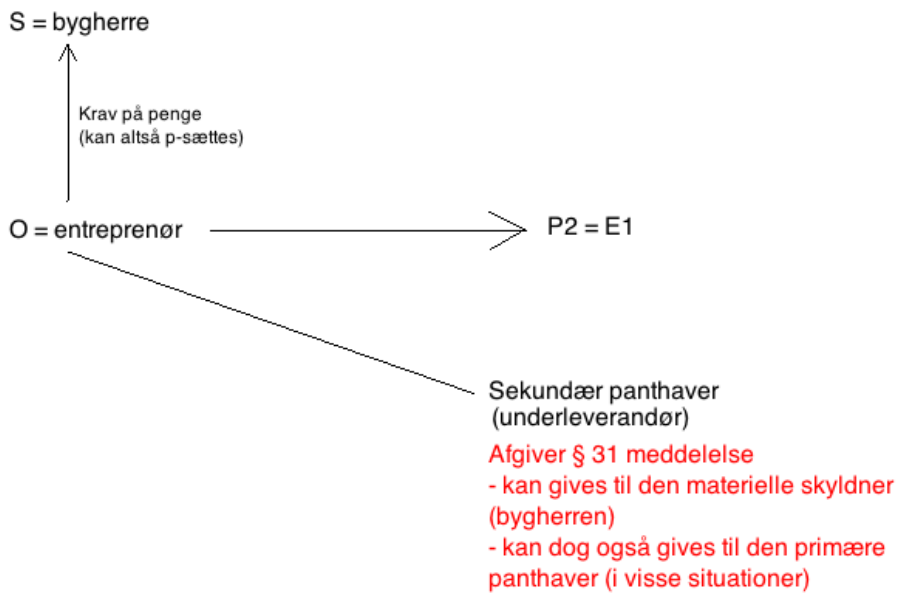 S = bygherre
Krav på penge
(kan altså p-sættes)
O = entreprenør
P2 = E1
Sekundær panthaver
(underleverandør)
Afgiver § 31 meddelelse
- kan gives til den materielle skyldner
(bygherren)
- kan dog også gives til den primære
panthaver (i visse situationer)